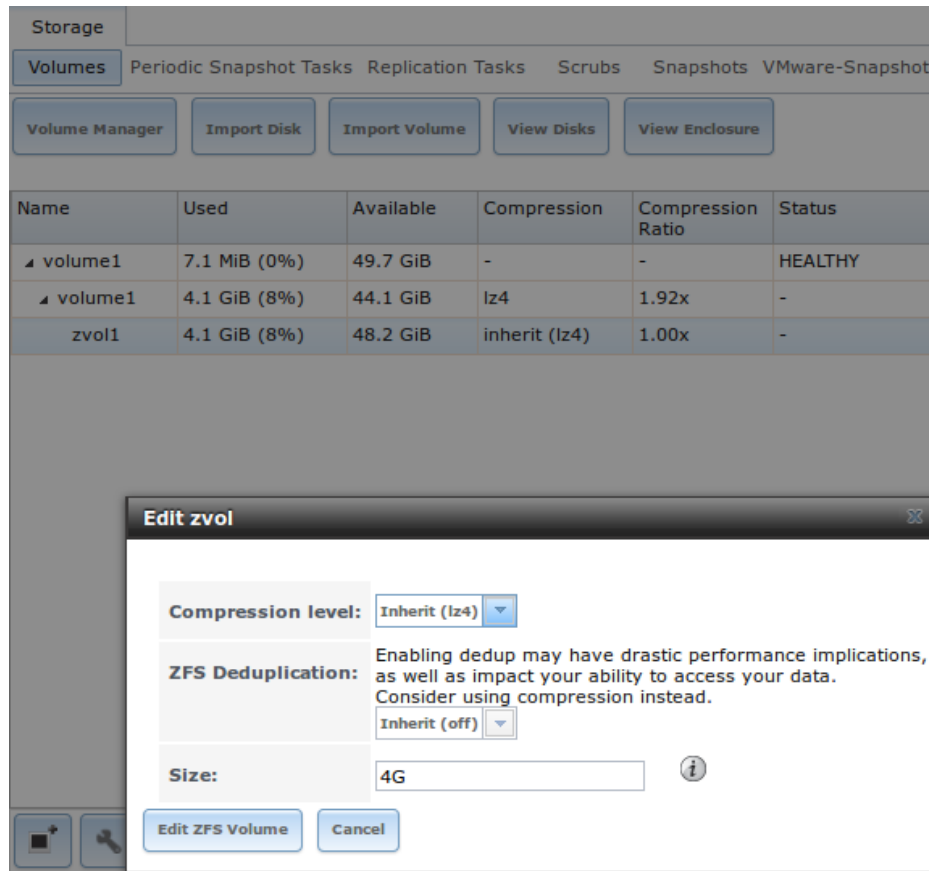 Storage
Volumes Periodic Snapshot Tasks Replication Tasks Scrubs Snapshots VMware-Snapshot
Volume Manager Import Disk Import Volume View Disks View Enclosure
Name Used Available Compression Compression Ratio Status
volume1 7.1 MiB (0%) 49.7 GiB - - HEALTHY
volume1 4.1 GiB (8%) 44.1 GiB lz4 1.92x -
zvol1 4.1 GiB (8%) 48.2 GiB inherit (lz4) 1.00x -
Edit zvol
Compression level: Inherit (lz4)
ZFS Deduplication: Enabling dedup may have drastic performance implications,
as well as impact your ability to access your data.
Consider using compression instead.
Inherit (off)
Size: 4G
Edit ZFS Volume Cancel